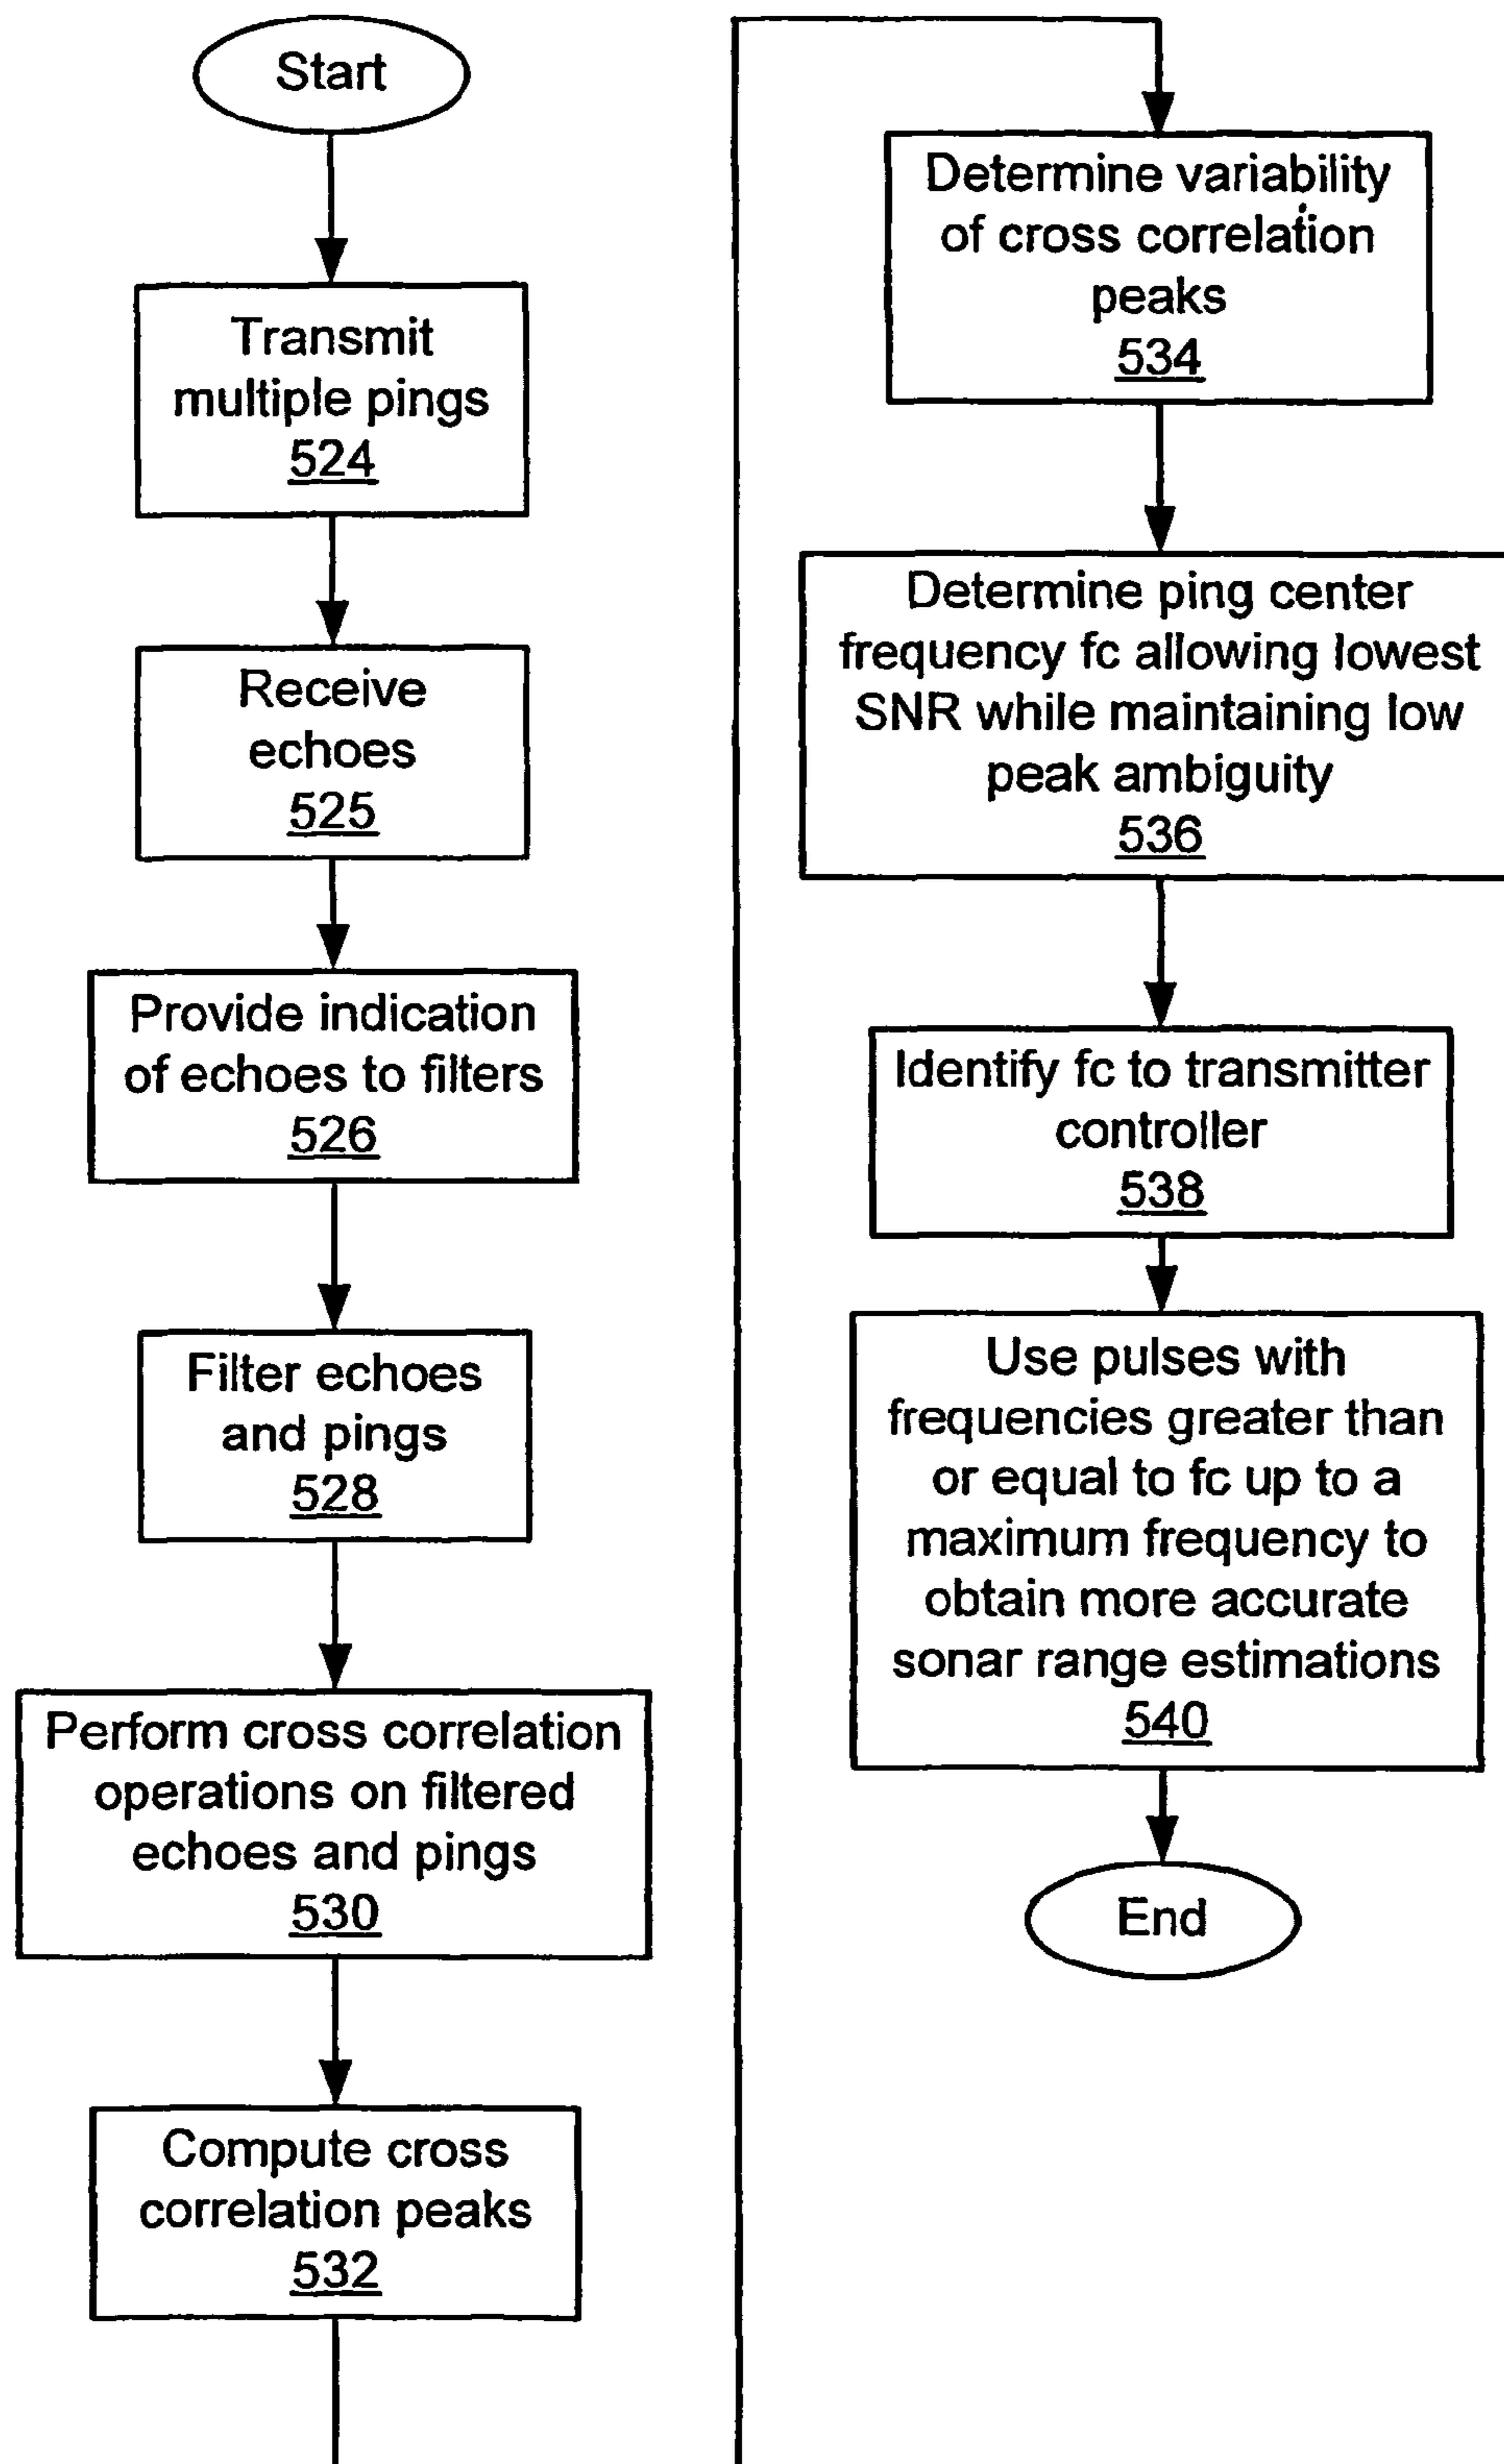 Start
Transmit
multiple pings
524
Receive
echoes
525
Provide indication
of echoes to filters
526
Filter echoes
and pings
528
Perform cross correlation
operations on filtered
echoes and pings
530
Compute cross
correlation peaks
532
Determine variability
of cross correlation
peaks
534
Determine ping center
frequency fc allowing lowest
SNR while maintaining low
peak ambiguity
536
Identify fc to transmitter
controller
538
Use pulses with
frequencies greater than
or equal to fc up to a
maximum frequency to
obtain more accurate
sonar range estimations
540
End